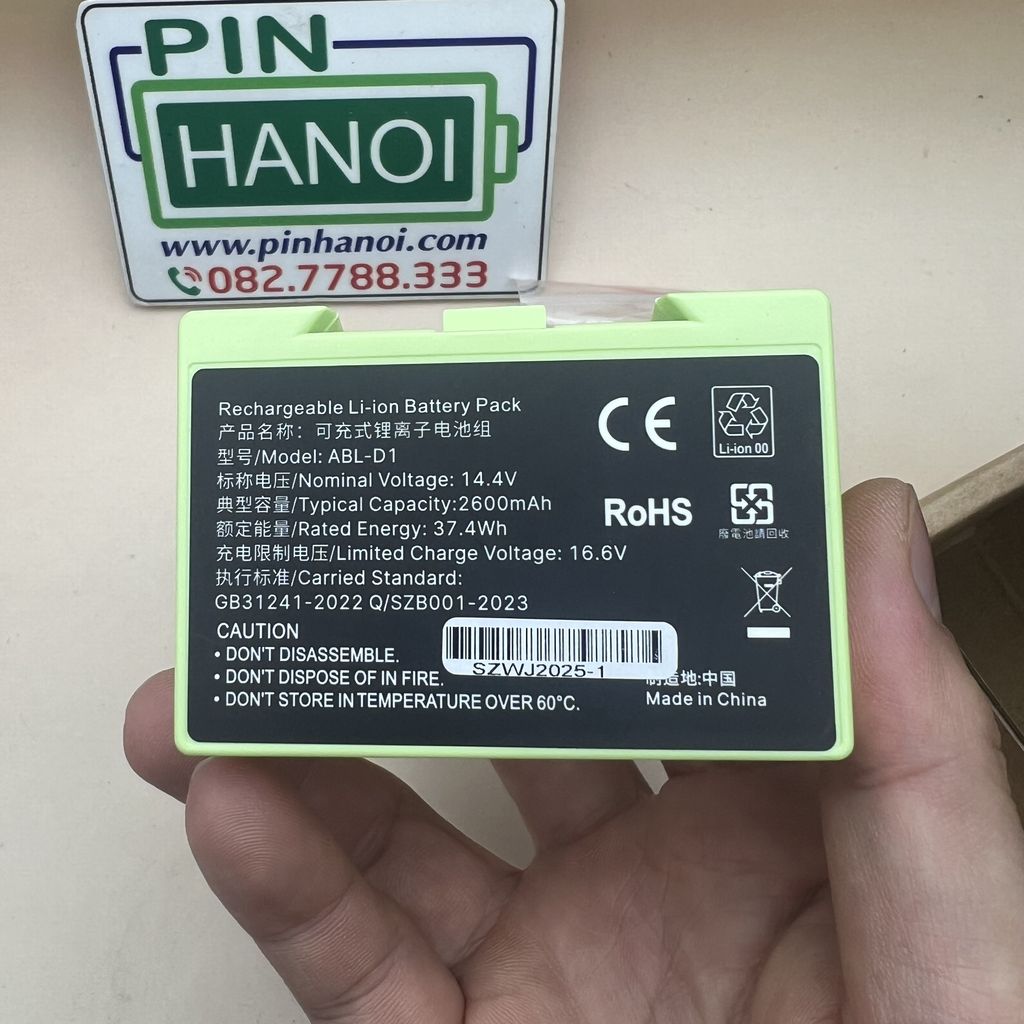 PIN
HANOI
www.pinhanoi.com
082.7788.333
Rechargeable Li-ion Battery Pack
产品名称：可充式锂离子电池组
型号/Model: ABL-D1
标称电压/Nominal Voltage: 14.4V
典型容量/Typical Capacity:2600mAh
额定能量/Rated Energy: 37.4Wh
充电限制电压/Limited Charge Voltage: 16.6V
执行标准/Carried Standard:
GB31241-2022 Q/SZB001-2023
CAUTION
• DON'T DISASSEMBLE.
• DON'T DISPOSE OF IN FIRE.
• DON'T STORE IN TEMPERATURE OVER 60°C.
SZWJ2025-1
CE
Li-ion 00
RoHS
廢電池請回收
制造地:中国
Made in China